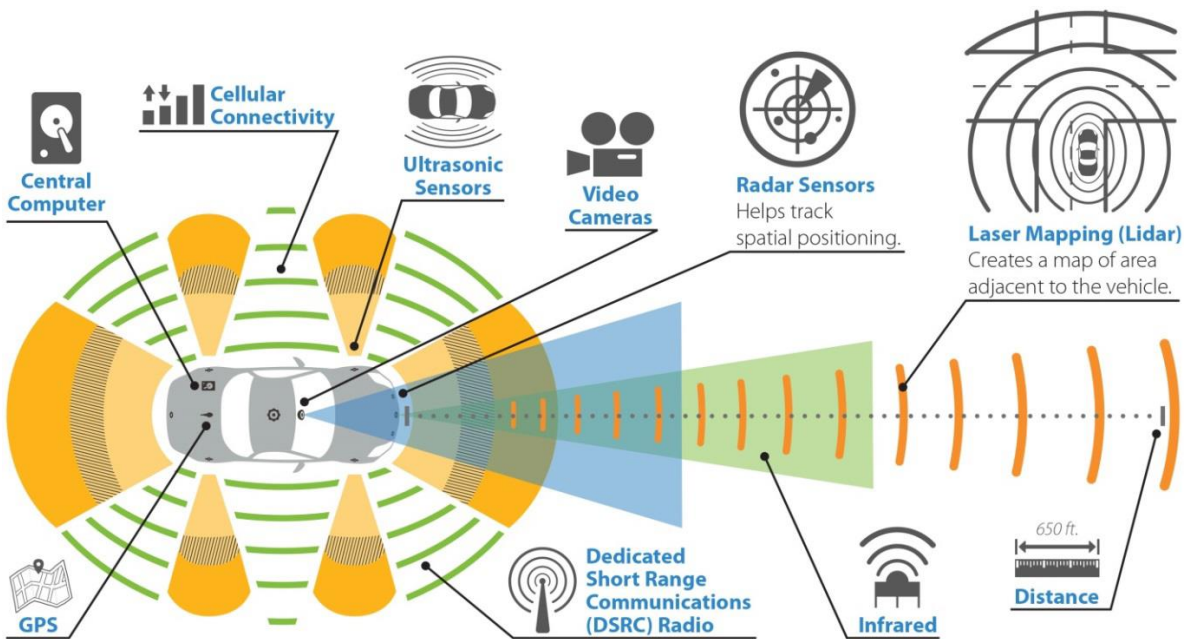 Central
Computer
Cellular
Connectivity
Ultrasonic
Sensors
Video
Cameras
Radar Sensors
Helps track
spatial positioning.
Laser Mapping (Lidar)
Creates a map of area
adjacent to the vehicle.
GPS
Dedicated
Short Range
Communications
(DSRC) Radio
Infrared
650 ft.
Distance